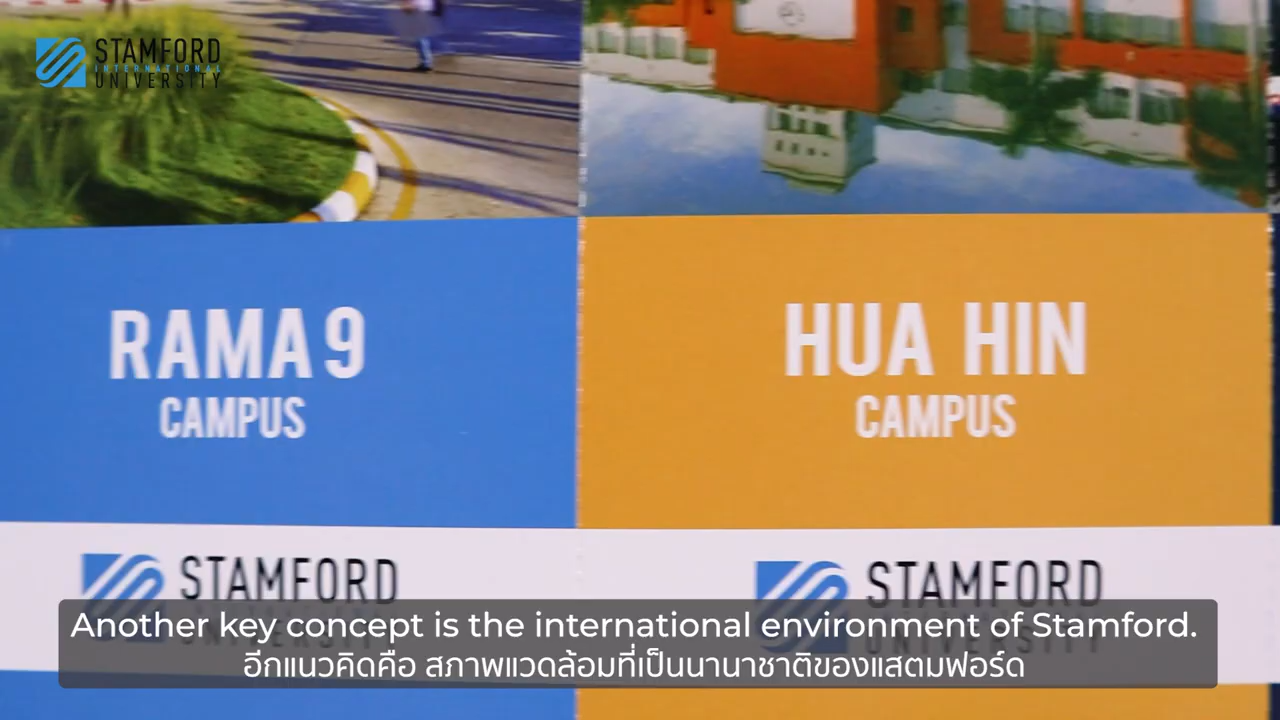 STAMFORD
INTERNATIONAL
UNIVERSITY
RAMA 9
CAMPUS
HUA HIN
CAMPUS
STAMFORD
STAMFORD
UNIVERSITY
Another key concept is the international environment of Stamford.
อีกแนวคิดคือ สภาพแวดล้อมที่เป็นนานาชาติของแสตมฟอร์ด